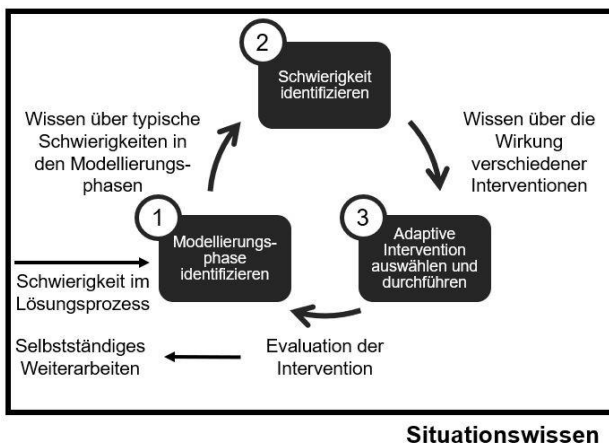 2
Schwierigkeit
identifizieren
Wissen über typische
Schwierigkeiten in
den Modellierungs-
phasen
Wissen über die
Wirkung
verschiedener
Interventionen
1
Modellierungs-
phase
identifizieren
3
Adaptive
Intervention
auswählen und
durchführen
Schwierigkeit im
Lösungsprozess
Selbstständiges
Weiterarbeiten
Evaluation der
Intervention
Situationswissen